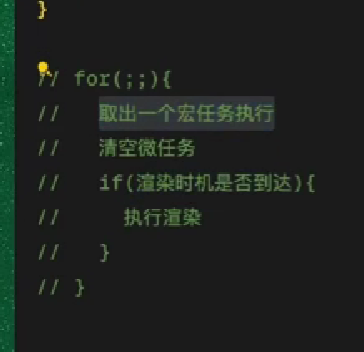 }
// for(;;){
//   取出一个宏任务执行
//   清空微任务
//   if(渲染时机是否到达){
//     执行渲染
//   }
// }